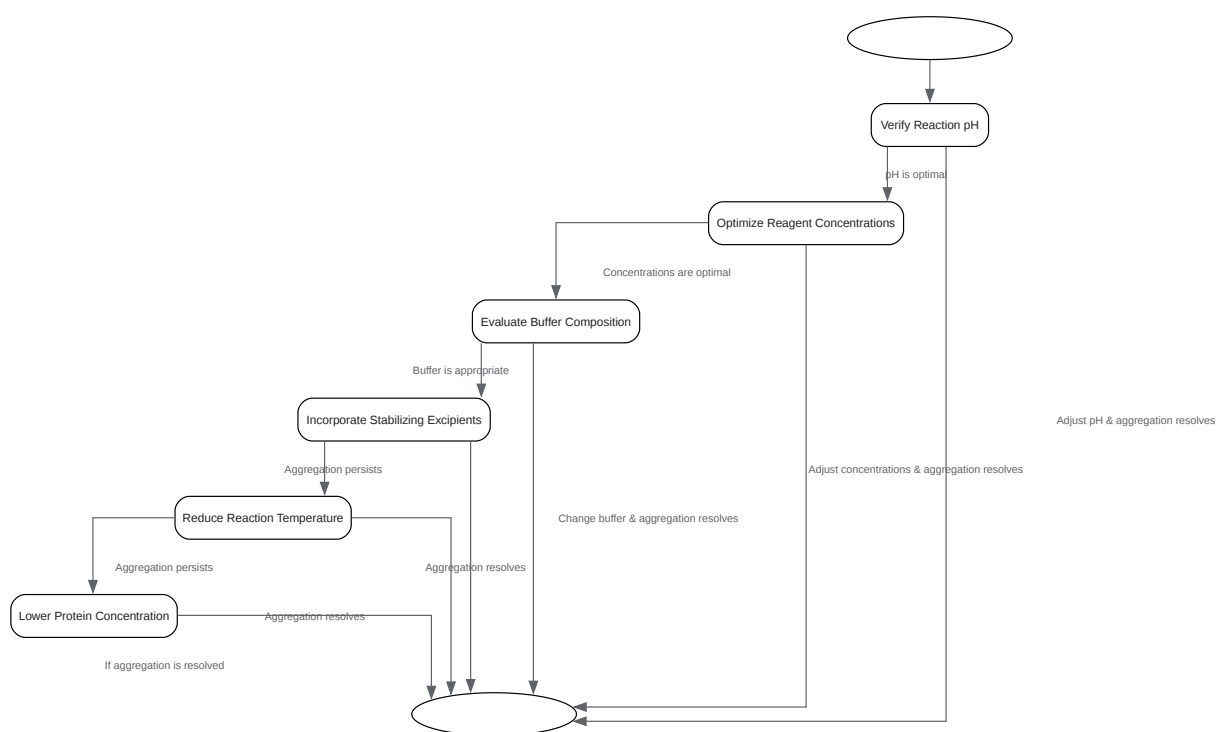 Verify Reaction pH
pH is optimal
Optimize Reagent Concentrations
Concentrations are optimal
Evaluate Buffer Composition
Buffer is appropriate
Incorporate Stabilizing Excipients
Adjust pH & aggregation resolves
Aggregation persists
Adjust concentrations & aggregation resolves
Reduce Reaction Temperature
Change buffer & aggregation resolves
Aggregation persists
Aggregation resolves
Lower Protein Concentration
Aggregation resolves
If aggregation is resolved